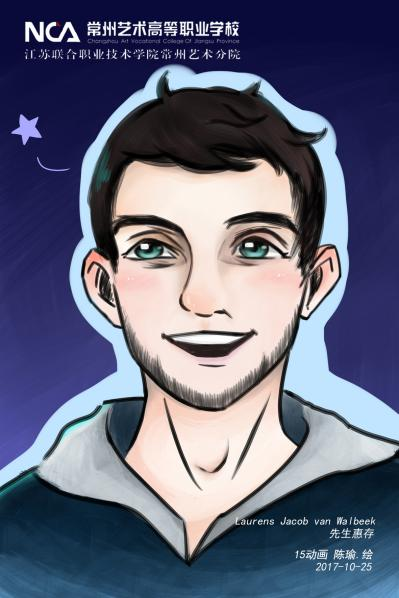 NCA 常州艺术高等职业学校
Changzhou Art Vocational College Of Jiangsu Province
江苏联合职业技术学院常州艺术分院
Laurens Jacob van Walbeek
先生惠存
15动画 陈瑜.绘
2017-10-25